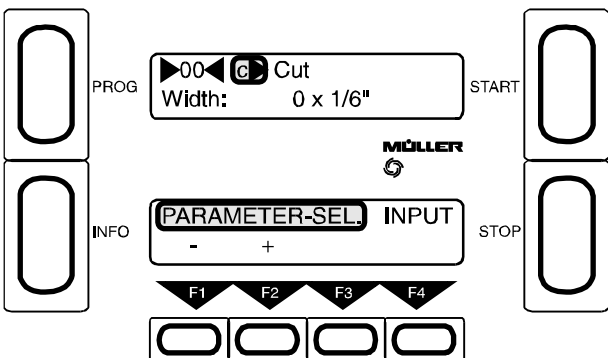 PROG
▶00◀ C▶ Cut
Width: 0 x 1/6"
START
MÜLLER
INFO
PARAMETER-SEL. INPUT
- +
STOP
F1 F2 F3 F4